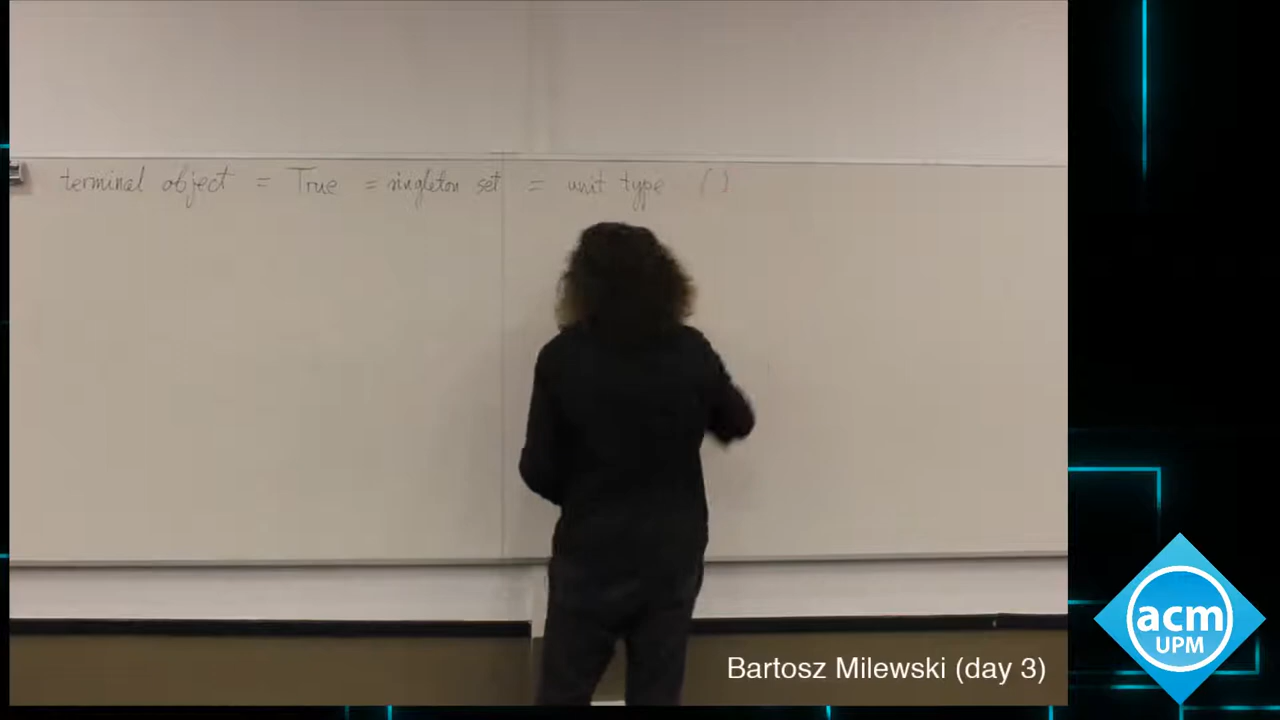 terminal object = True = singleton set = unit type ()
acm
UPM
Bartosz Milewski (day 3)